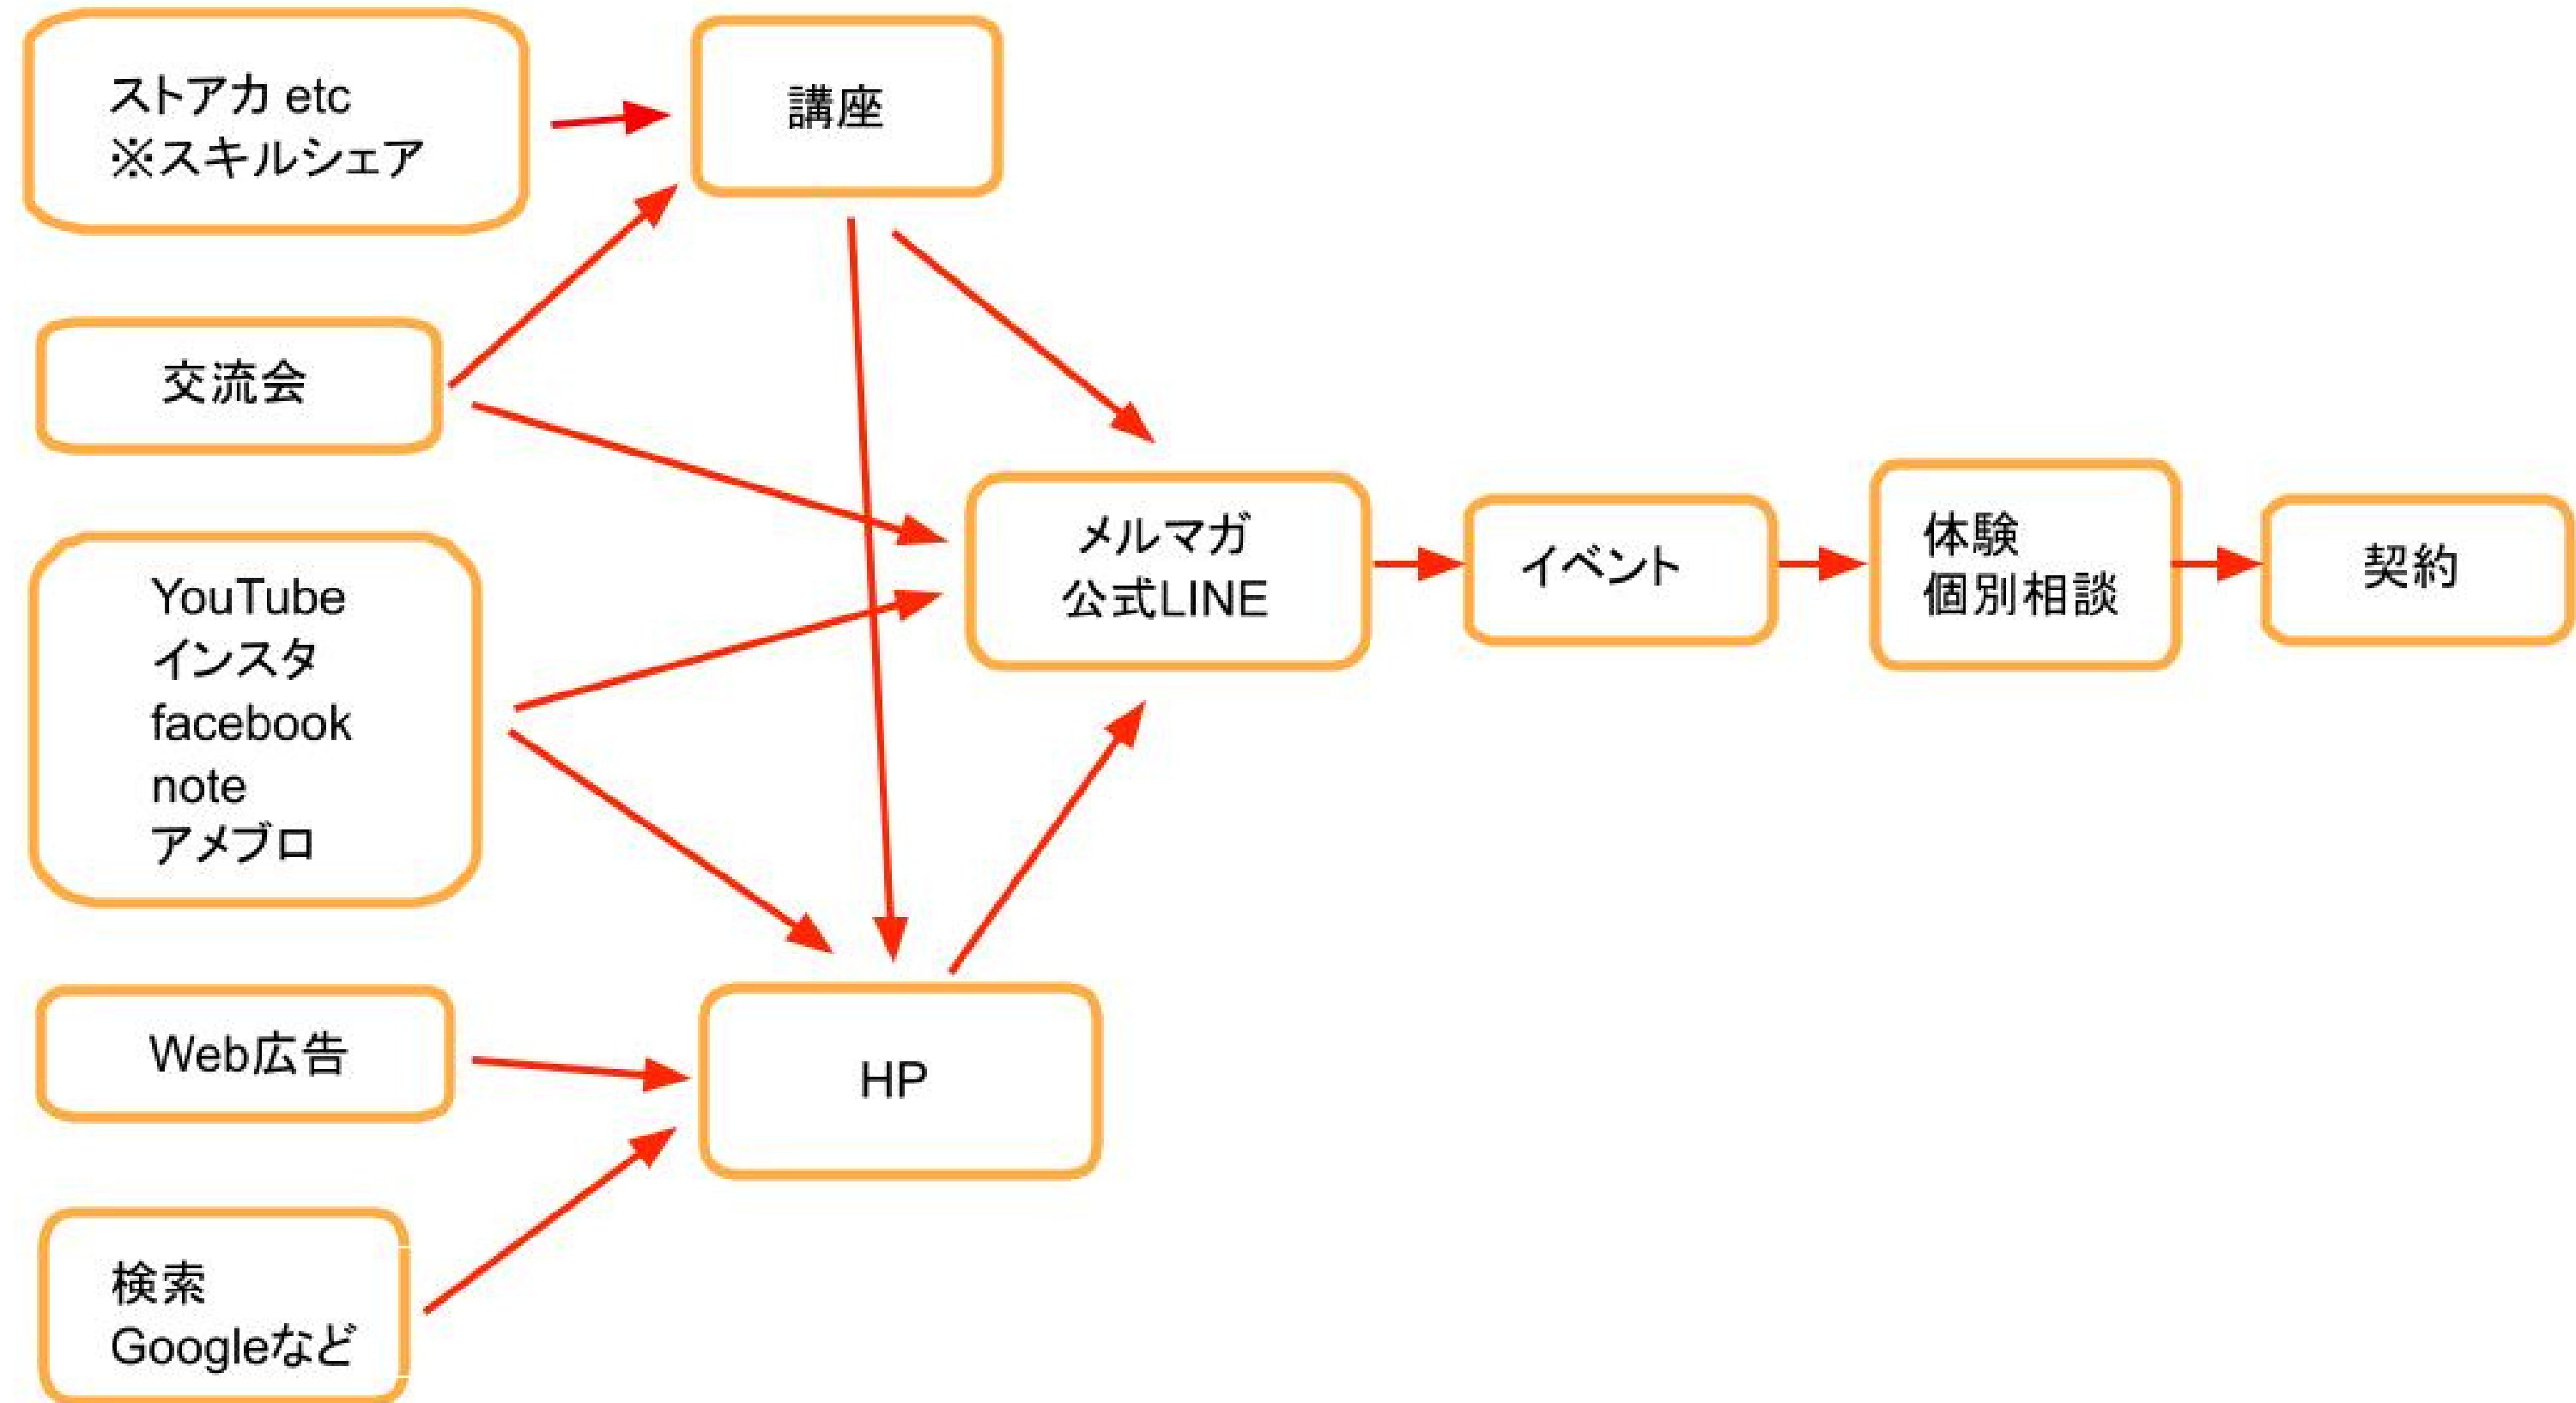 ストアカ etc
※スキルシェア
講座
交流会
YouTube
インスタ
facebook
note
アメブロ
メルマガ
公式LINE
イベント
体験
個別相談
契約
Web広告
HP
検索
Googleなど